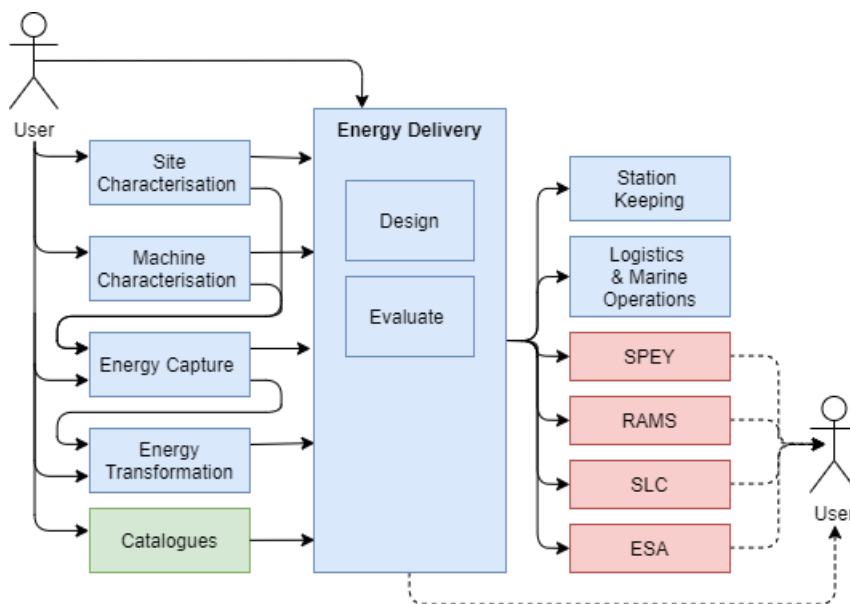 User
Site
Characterisation
Machine
Characterisation
Energy Capture
Energy
Transformation
Catalogues
Energy Delivery
Design
Evaluate
Station
Keeping
Logistics
& Marine
Operations
SPEY
RAMS
SLC
ESA
User